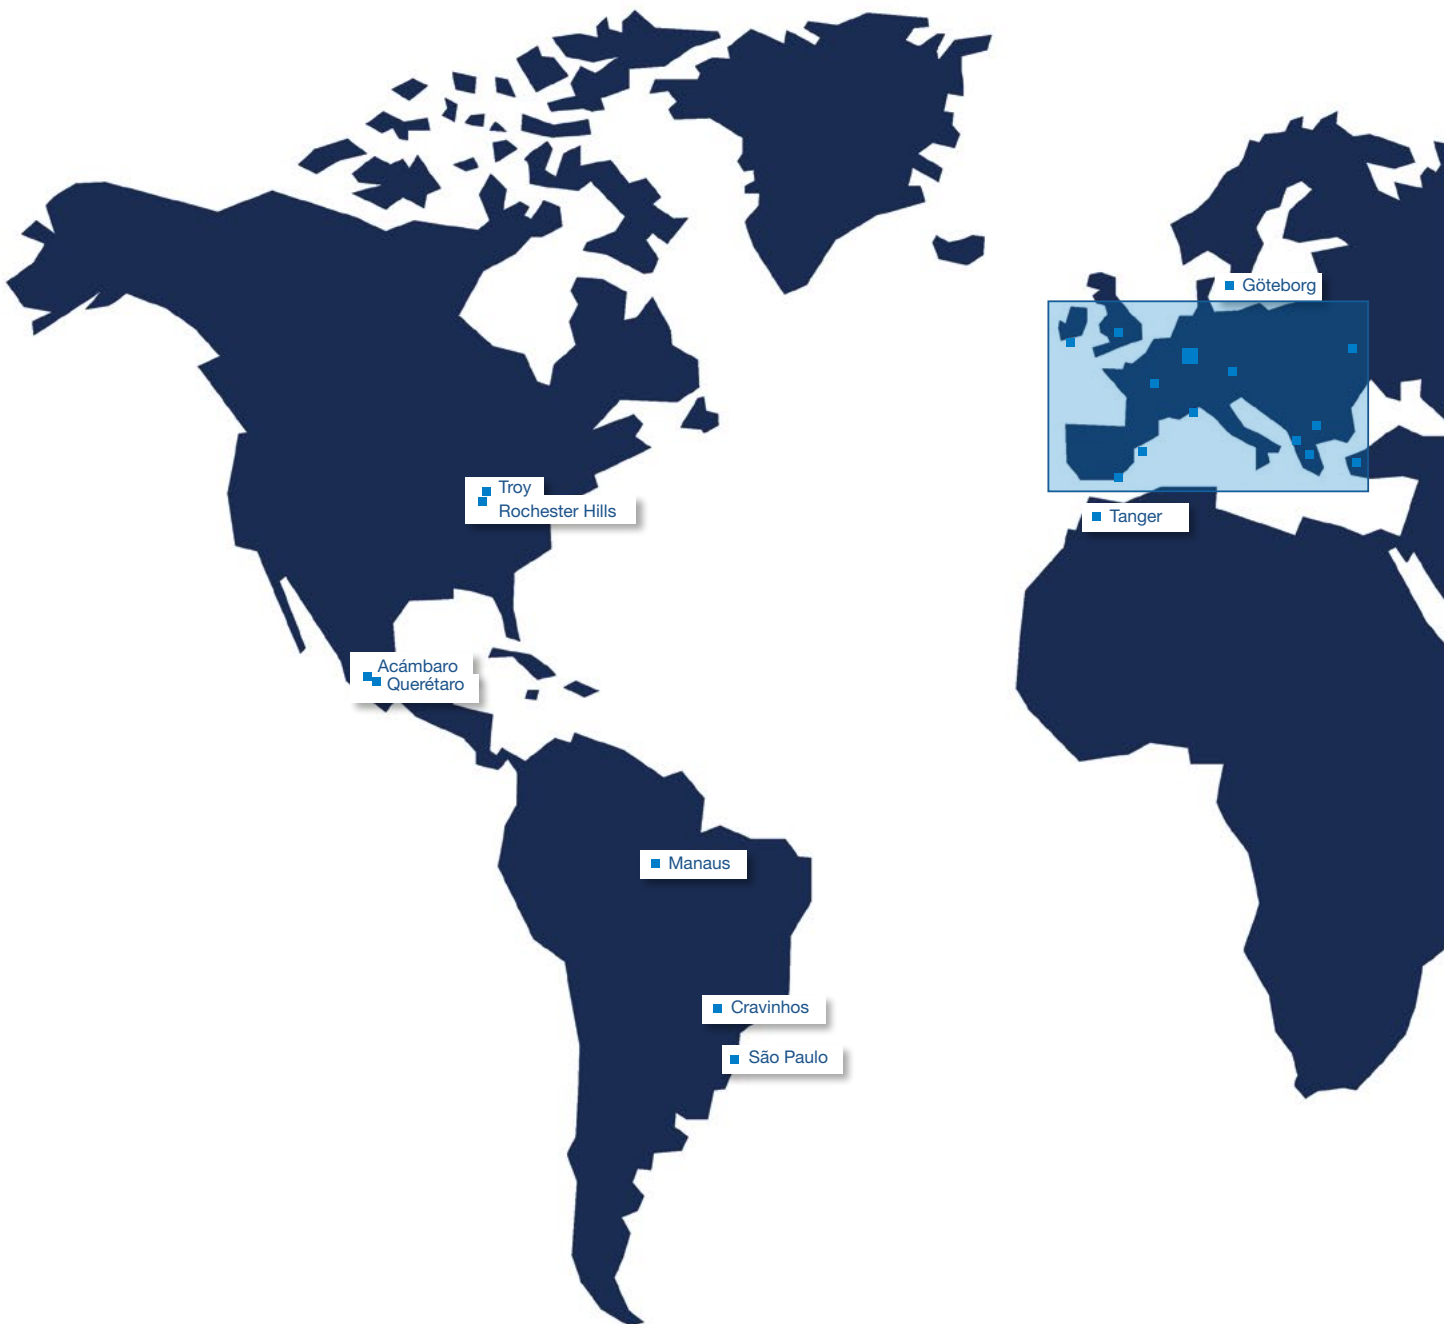 Göteborg
Troy
Rochester Hills
Tanger
Acámbaro
Querétaro
Manaus
Cravinhos
São Paulo